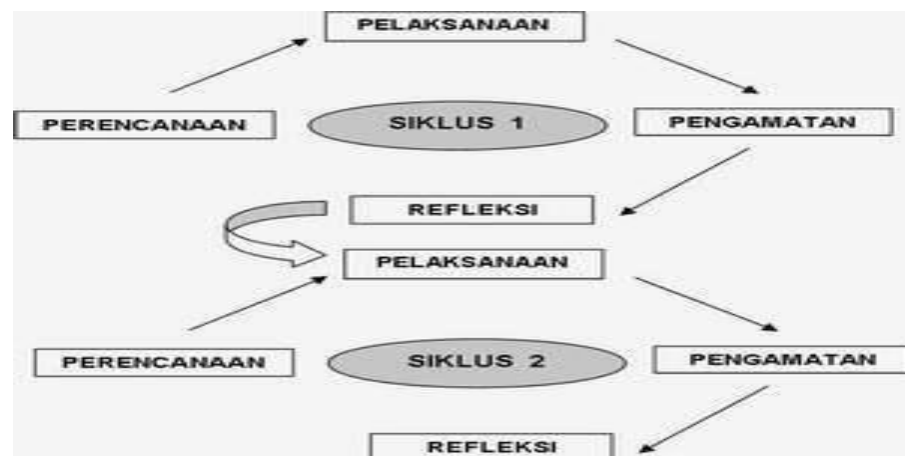 PELAKSANAAN
PERENCANAAN
SIKLUS 1
PENGAMATAN
REFLEKSI
PELAKSANAAN
PERENCANAAN
SIKLUS 2
PENGAMATAN
REFLEKSI